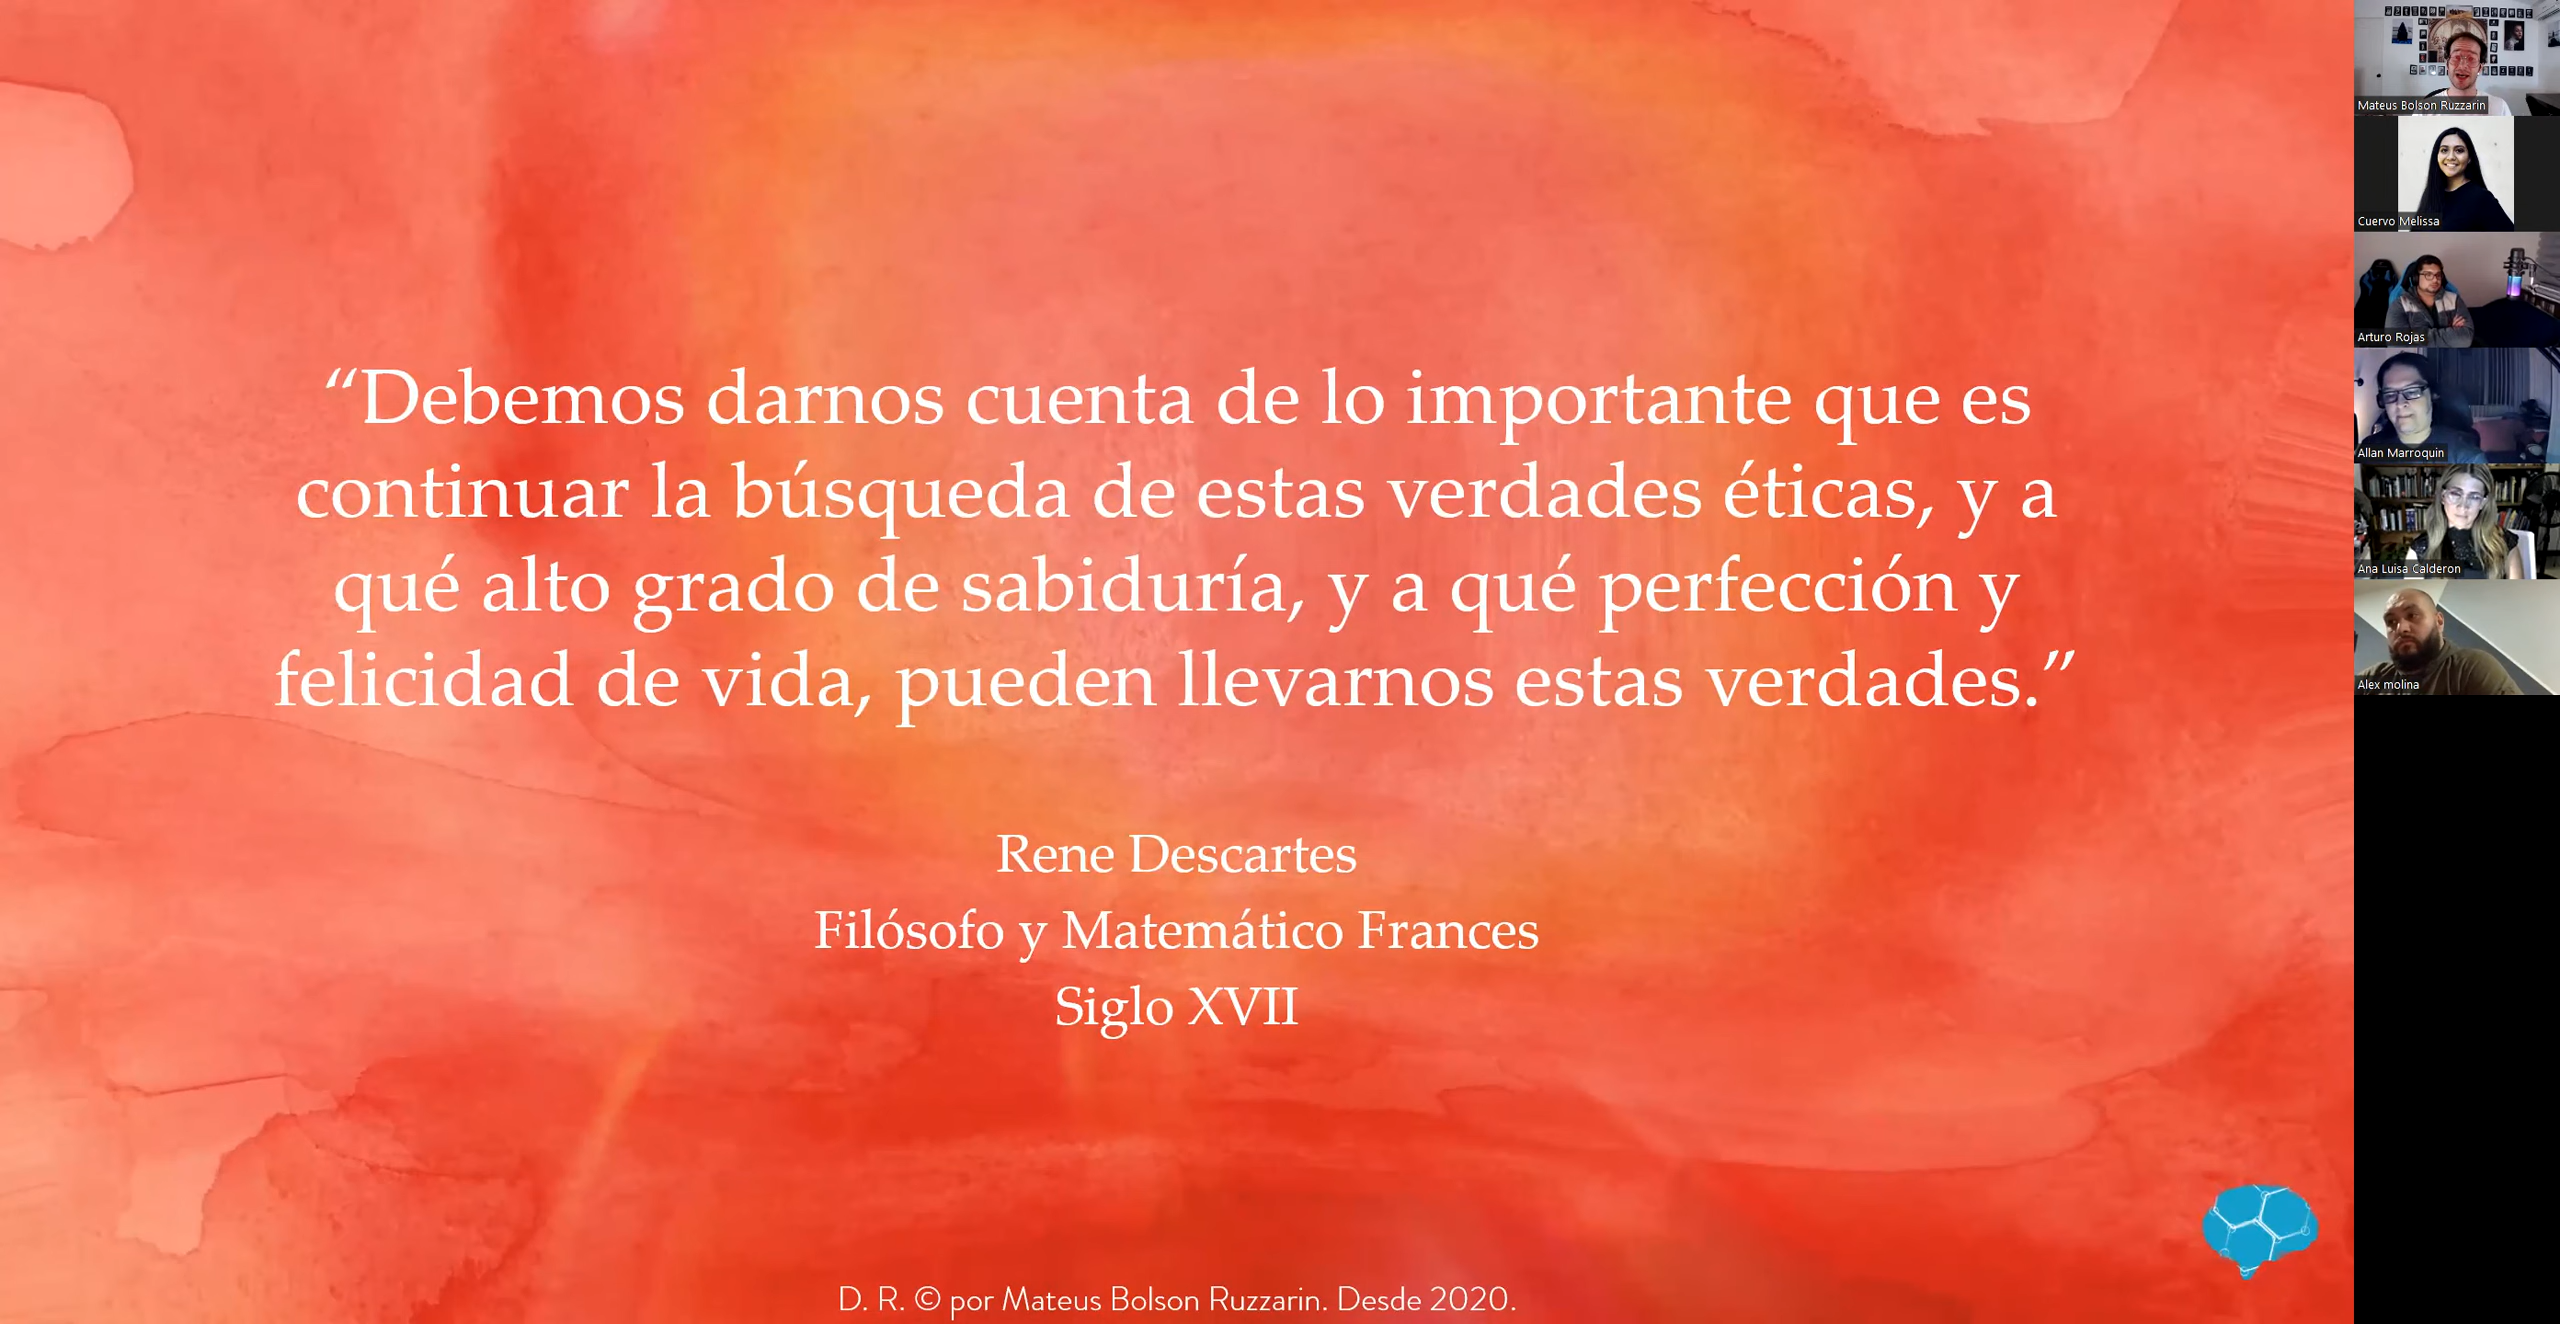 “Debemos darnos cuenta de lo importante que es
continuar la búsqueda de estas verdades éticas, y a
qué alto grado de sabiduría, y a qué perfección y
felicidad de vida, pueden llevarnos estas verdades.”
Rene Descartes
Filósofo y Matemático Frances
Siglo XVII
D. R. © por Mateus Bolson Ruzzarin. Desde 2020.
Mateus Bolson Ruzzarin
Cuervo Melissa
Arturo Rojas
Allan Marroquin
Ana Luisa Calderon
Alex molina